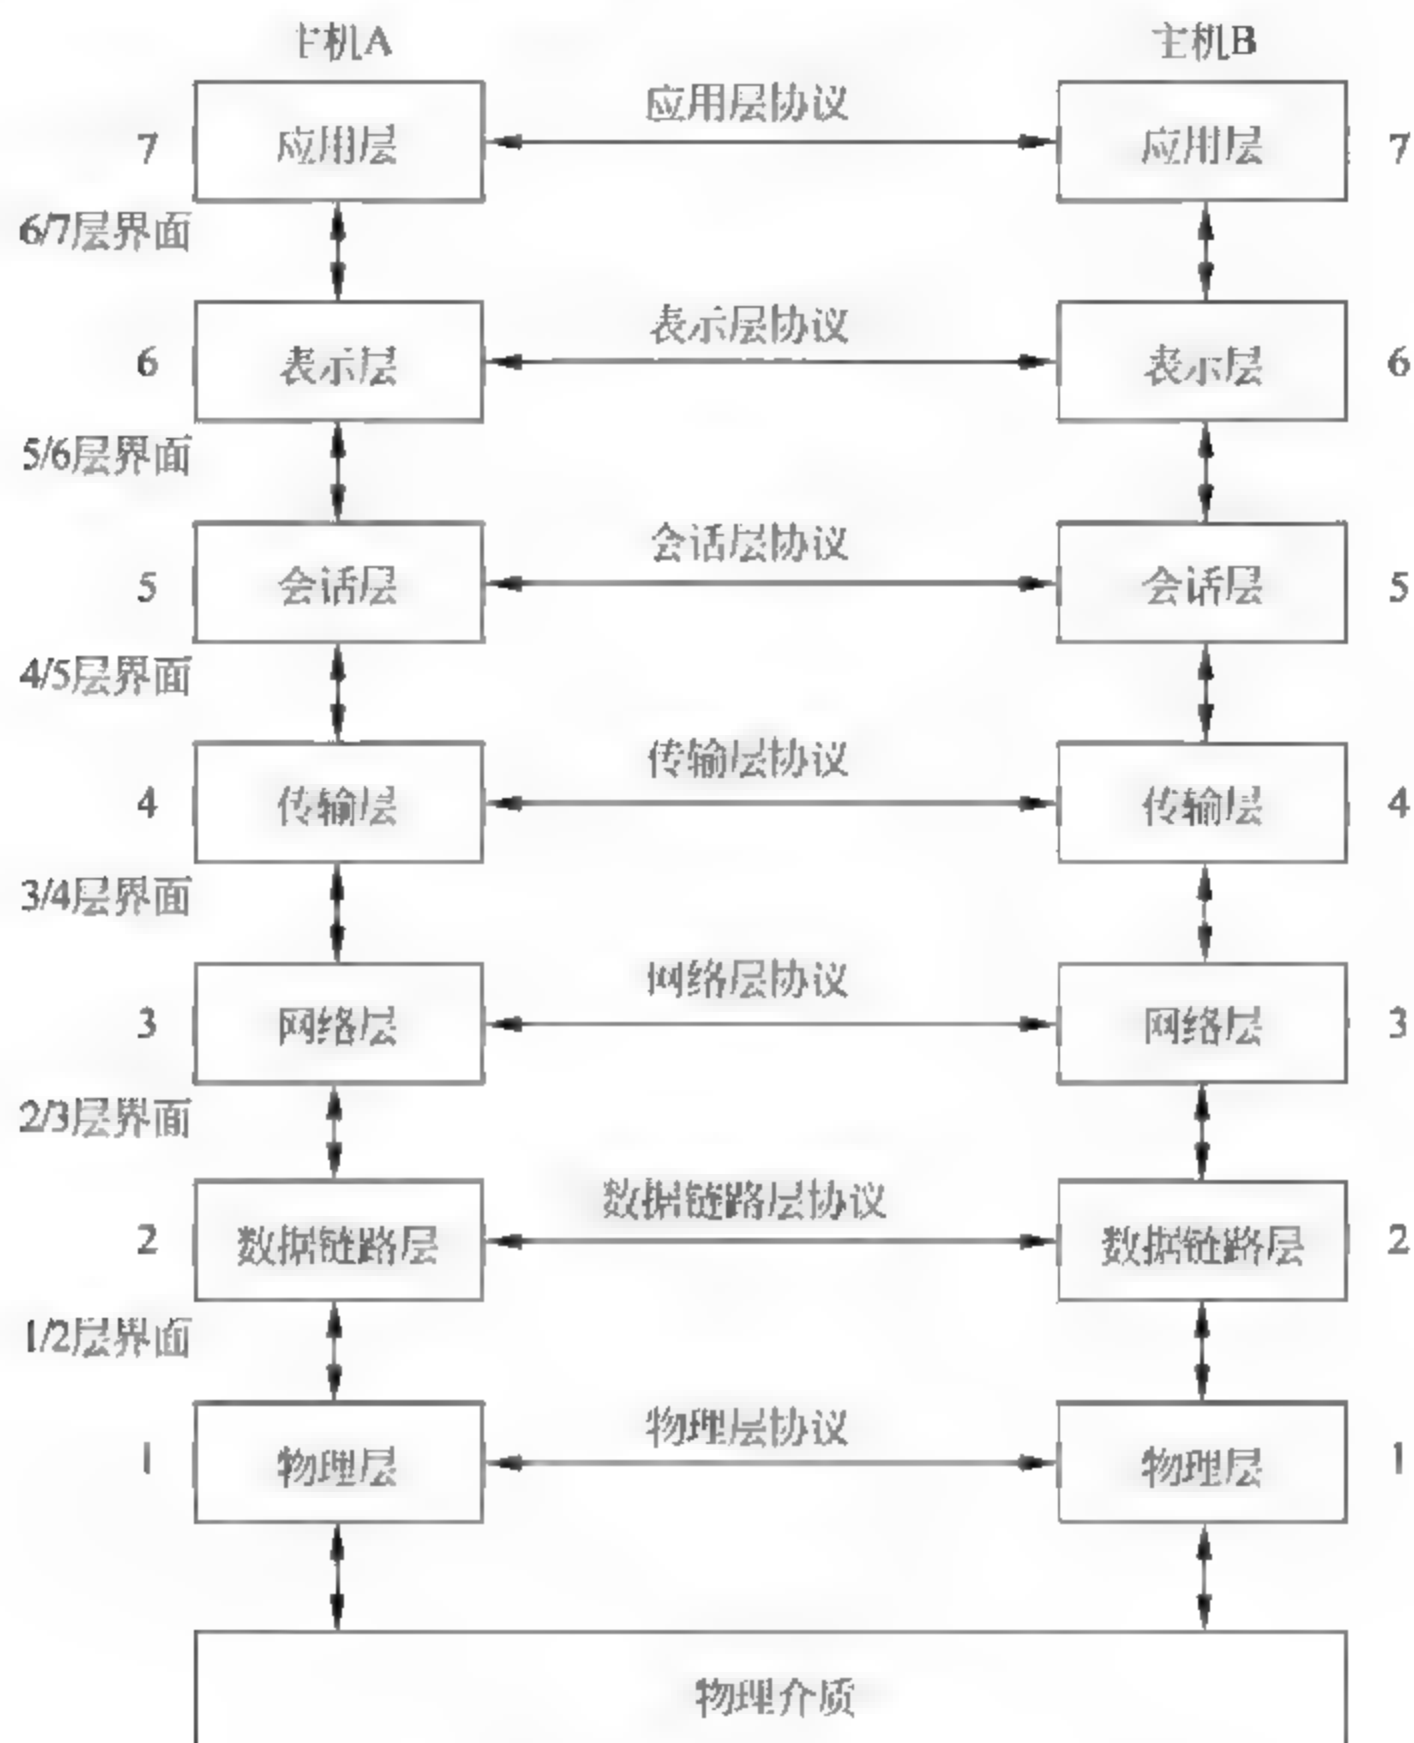 主机A 主机B
应用层协议
7 应用层 应用层 7
6/7层界面
表示层协议
6 表示层 表示层 6
5/6层界面
会话层协议
5 会话层 会话层 5
4/5层界面
传输层协议
4 传输层 传输层 4
3/4层界面
网络层协议
3 网络层 网络层 3
2/3层界面
数据链路层协议
2 数据链路层 数据链路层 2
1/2层界面
物理层协议
1 物理层 物理层 1
物理介质